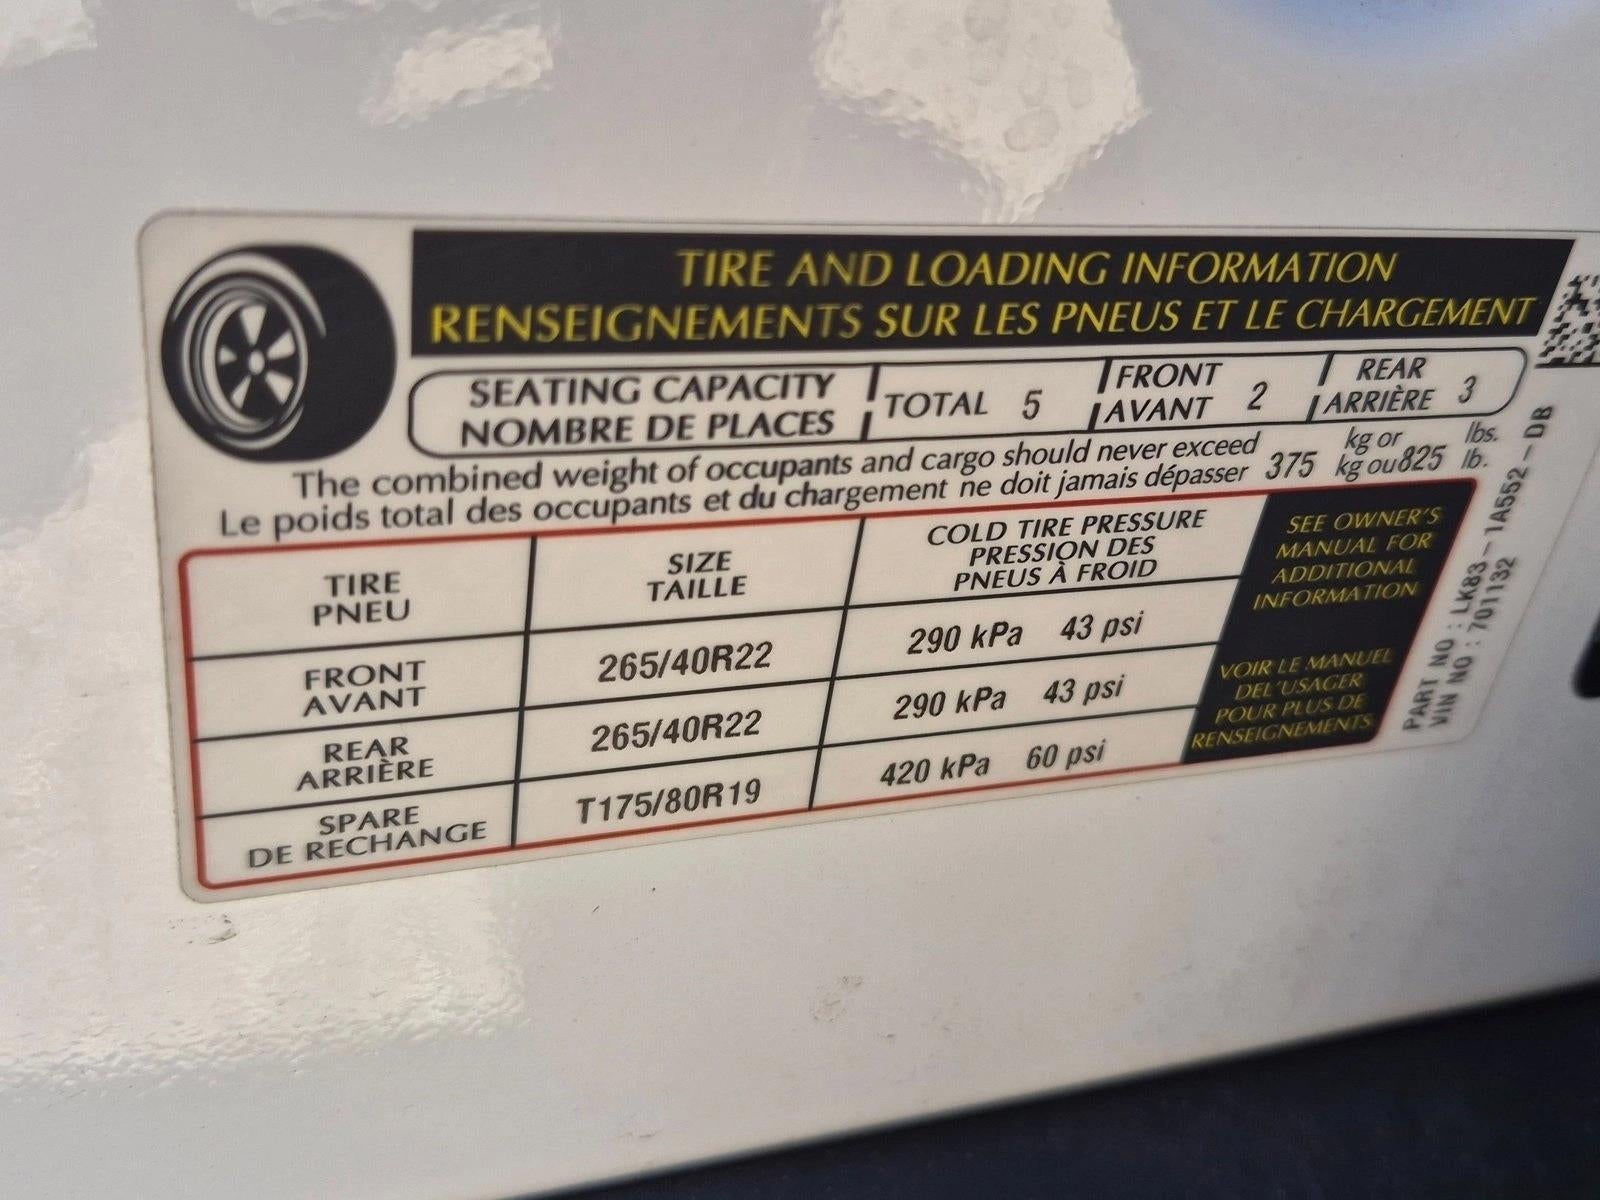 TIRE AND LOADING INFORMATION
RENSEIGNEMENTS SUR LES PNEUS ET LE CHARGEMENT
SEATING CAPACITY
NOMBRE DE PLACES
TOTAL 5
FRONT
AVANT 2
REAR
ARRIÈRE 3
The combined weight of occupants and cargo should never exceed
Le poids total des occupants et du chargement ne doit jamais dépasser
375
kg or
kg ou 825
lbs.
lb.
TIRE
PNEU
SIZE
TAILLE
COLD TIRE PRESSURE
PRESSION DES
PNEUS À FROID
FRONT
AVANT
265/40R22
290 kPa 43 psi
REAR
ARRIÈRE
265/40R22
290 kPa 43 psi
SPARE
DE RECHANGE
T175/80R19
420 kPa 60 psi
SEE OWNER'S
MANUAL FOR
ADDITIONAL
INFORMATION
VOIR LE MANUEL
DEL'USAGER
POUR PLUS DE
RENSEIGNEMENTS
PART NO : LK83-1A552-DB
VIN NO : 701132